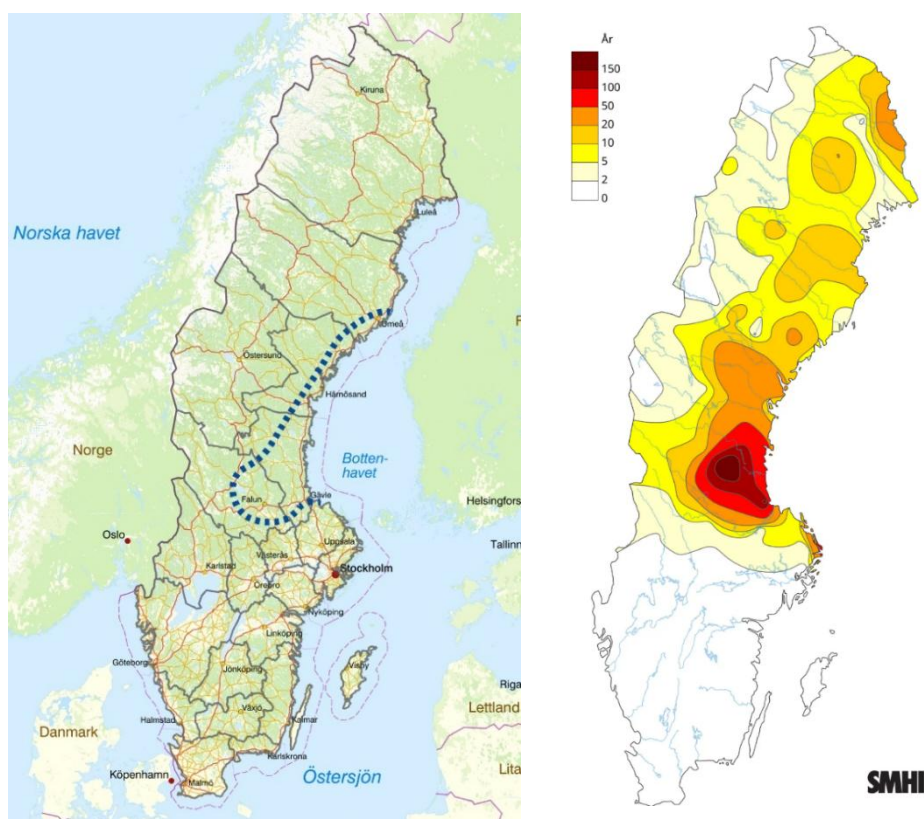 Kiruna
Luleå
Norska havet
Umeå
Östersund
Härnösand
Norge
Botten-
havet
Gävle
Falun
Helsingfors
Oslo
Uppsala
Tallinn
Västerås
Karlstad
Stockholm
Örebro
Nyköping
Linköping
Göteborg
Jönköping
Visby
Riga
Växjö
Lettland
Halmstad
Kalmar
Danmark
Karlskrona
Lita
Köpenhamn
Malmö
Östersjön
År
150
100
50
20
10
5
2
0
SMHI